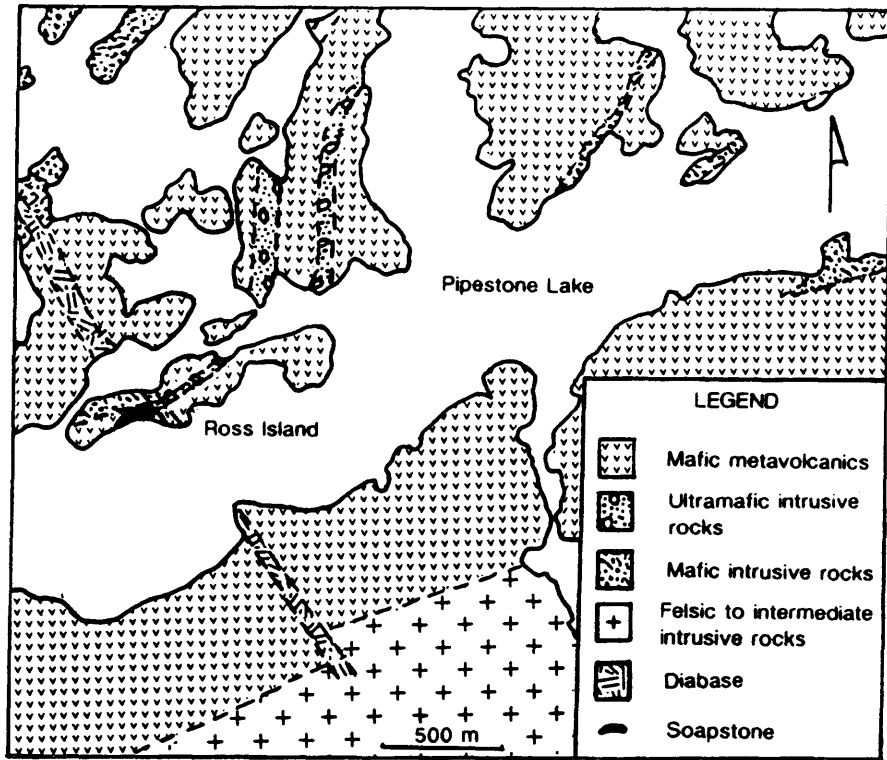 Pipestone Lake
Ross Island
LEGEND
Mafic metavolcanics
Ultramafic intrusive
rocks
Mafic intrusive rocks
Felsic to intermediate
intrusive rocks
Diabase
Soapstone
500 m